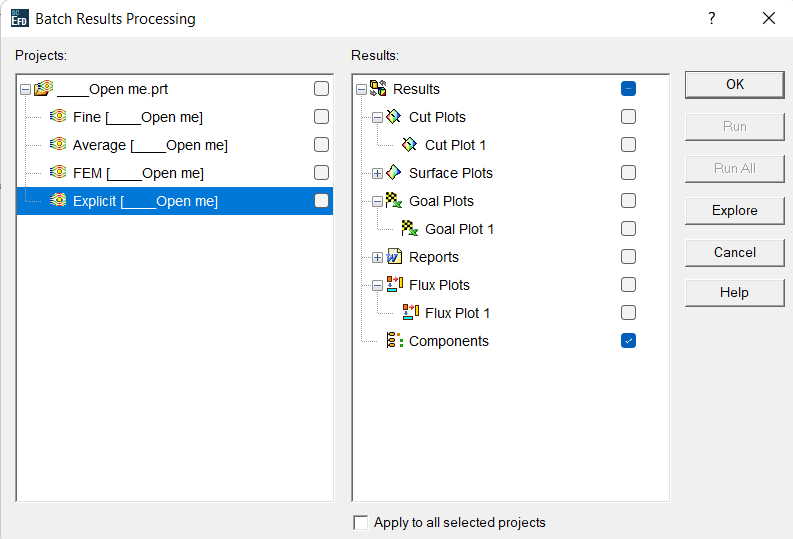 SC
EFD
Batch Results Processing
?
Projects:
Results:
____Open me.prt
Fine [____Open me]
Average [____Open me]
FEM [____Open me]
Explicit [____Open me]
Results
Cut Plots
Cut Plot 1
Surface Plots
Goal Plots
Goal Plot 1
Reports
Flux Plots
Flux Plot 1
Components
Apply to all selected projects
OK
Run
Run All
Explore
Cancel
Help